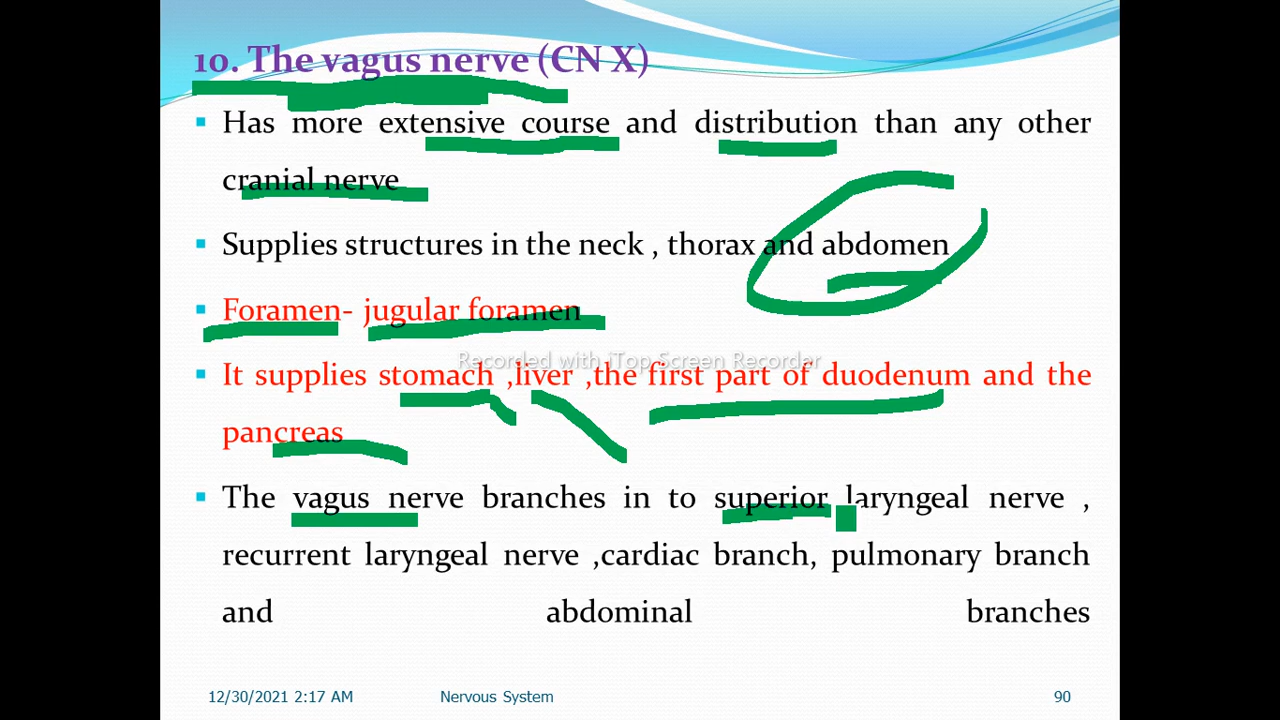 10. The vagus nerve (CN X)
Has more extensive course and distribution than any other
cranial nerve
Supplies structures in the neck , thorax and abdomen
Foramen- jugular foramen
Recorded with iTop Screen Recorder
It supplies stomach ,liver ,the first part of duodenum and the
pancreas
The vagus nerve branches in to superior laryngeal nerve ,
recurrent laryngeal nerve ,cardiac branch, pulmonary branch
and abdominal branches
12/30/2021 2:17 AM Nervous System 90